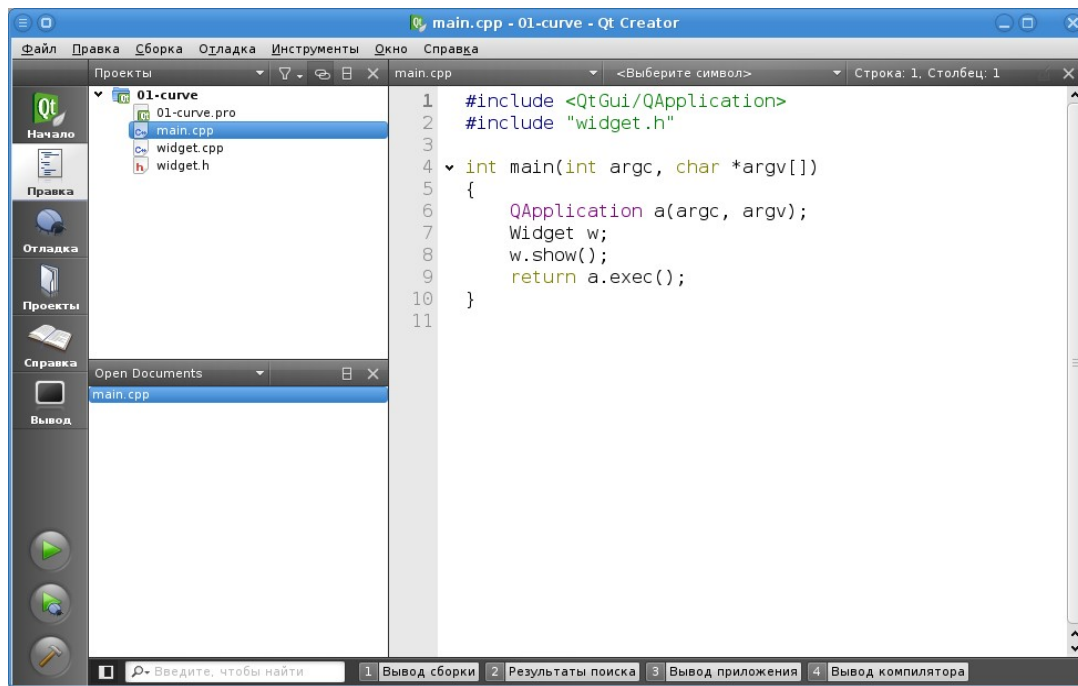 main.cpp - 01-curve - Qt Creator
Файл Правка Сборка Отладка Инструменты Окно Справка
Проекты
main.cpp <Выберите символ> Строка: 1, Столбец: 1
Qt
Начало
Правка
Отладка
Проекты
Справка
Вывод
01-curve
01-curve.pro
main.cpp
widget.cpp
widget.h
Open Documents
main.cpp
1 #include <QtGui/QApplication>
2 #include "widget.h"
3
4 int main(int argc, char *argv[])
5 {
6 QApplication a(argc, argv);
7 Widget w;
8 w.show();
9 return a.exec();
10 }
11
Введите, чтобы найти 1 Вывод сборки 2 Результаты поиска 3 Вывод приложения 4 Вывод компилятора